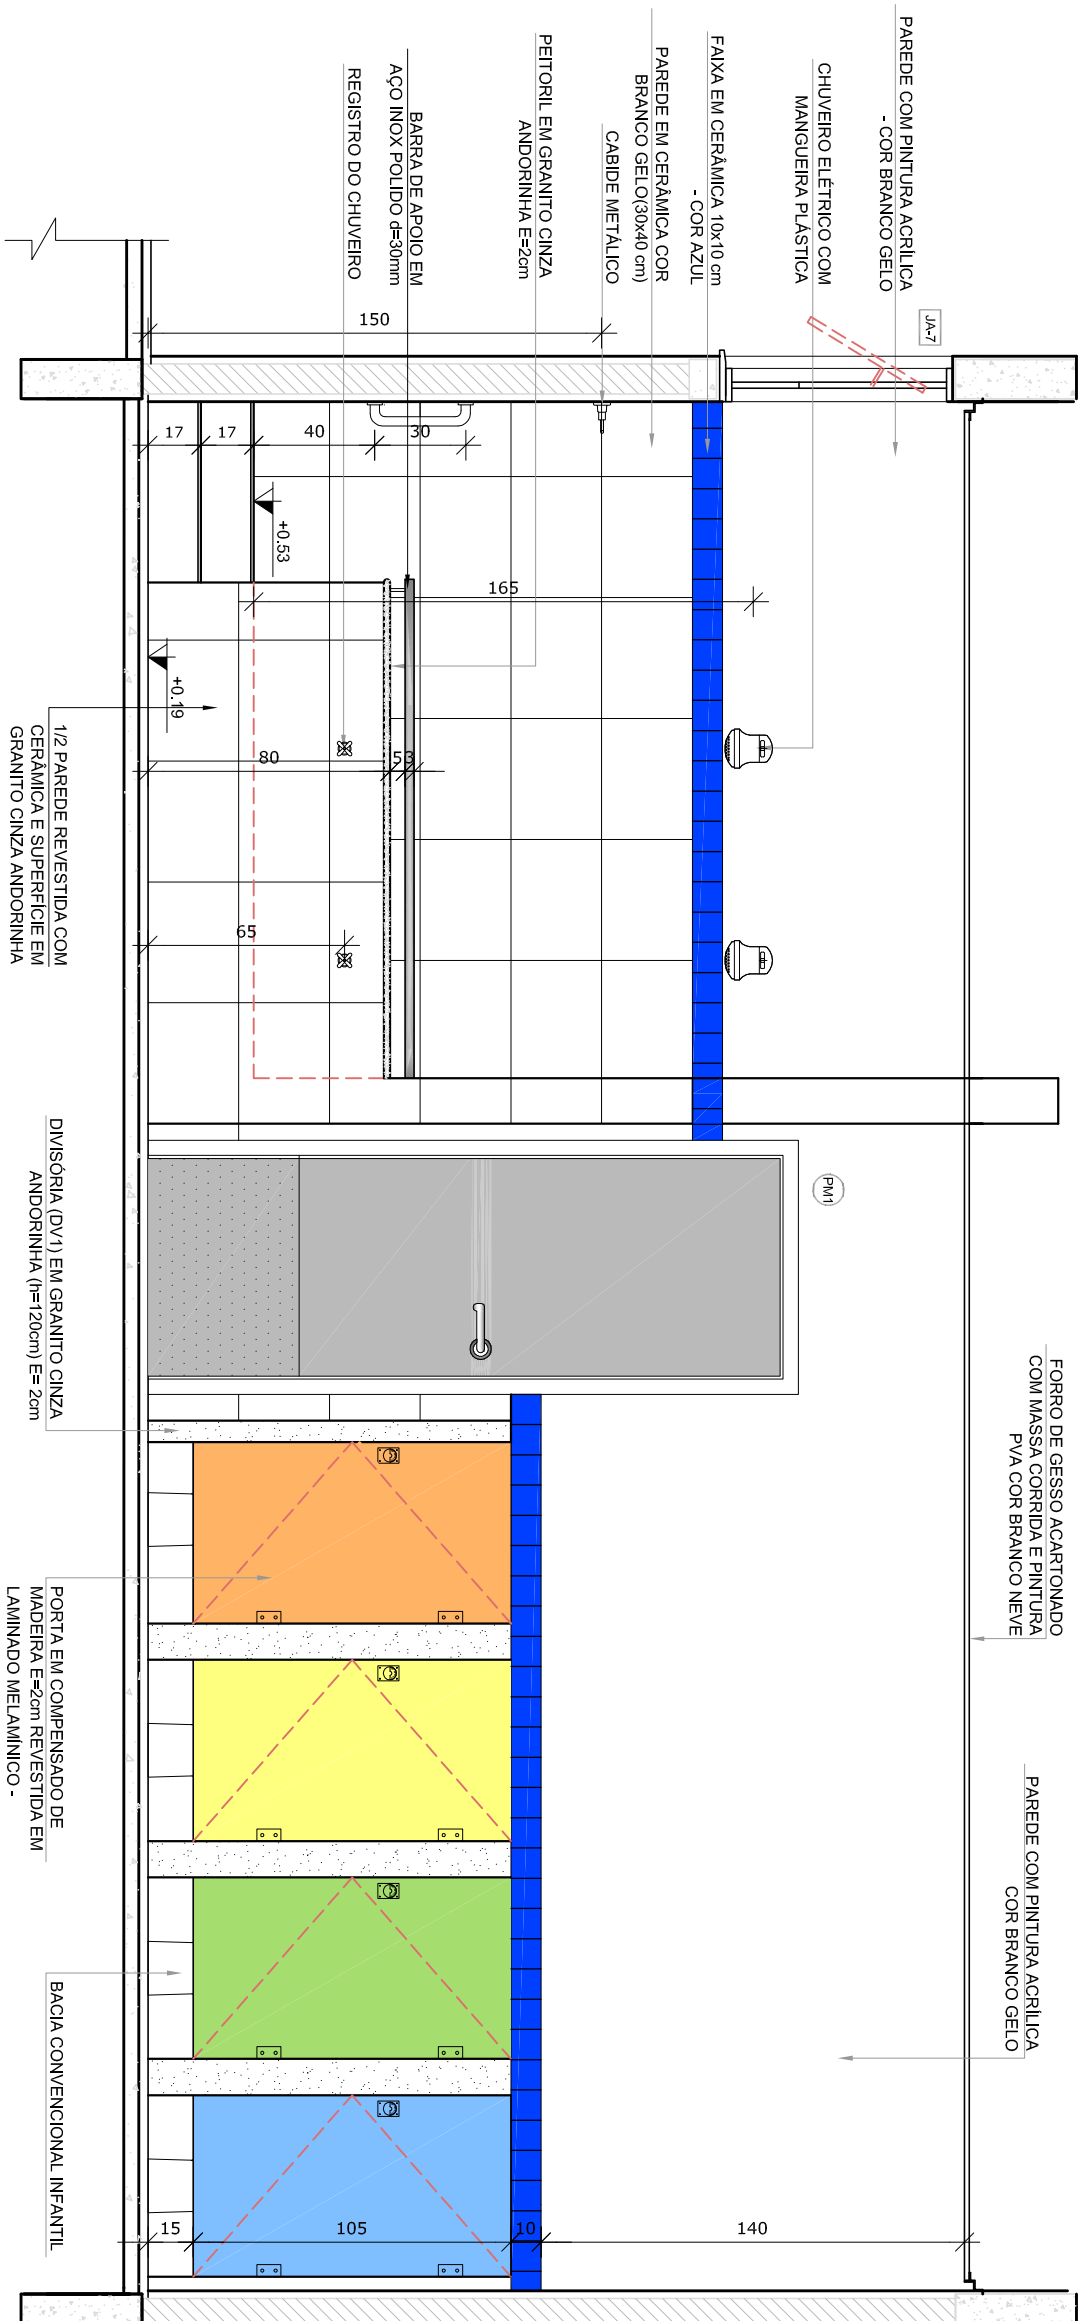 PAREDE COM PINTURA ACRÍLICA
- COR BRANCO GELO
CHUVEIRO ELÉTRICO COM
MANGUEIRA PLÁSTICA
FAIXA EM CERÂMICA 10x10 cm
- COR AZUL
PAREDE EM CERÂMICA COR
BRANCO GELO(30x40 cm)
CABIDE METÁLICO
PEITORIL EM GRANITO CINZA
ANDORINHA E=2cm
BARRA DE APOIO EM
AÇO INOX POLIDO d=30mm
REGISTRO DO CHUVEIRO
JA-7
150
17
17
40
30
+0.53
165
+0.19
80
5
3
65
1/2 PAREDE REVESTIDA COM
CERÂMICA E SUPERFÍCIE EM
GRANITO CINZA ANDORINHA
PM1
DIVISÓRIA (DV1) EM GRANITO CINZA
ANDORINHA (h=120cm) E= 2cm
FORRO DE GESSO ACARTONADO
COM MASSA CORRIDA E PINTURA
PVA COR BRANCO NEVE
PORTA EM COMPENSADO DE
MADEIRA E=2cm REVESTIDA EM
LAMINADO MELAMÍNICO -
PAREDE COM PINTURA ACRÍLICA
COR BRANCO GELO
BACIA CONVENCIONAL INFANTIL
15
105
10
140